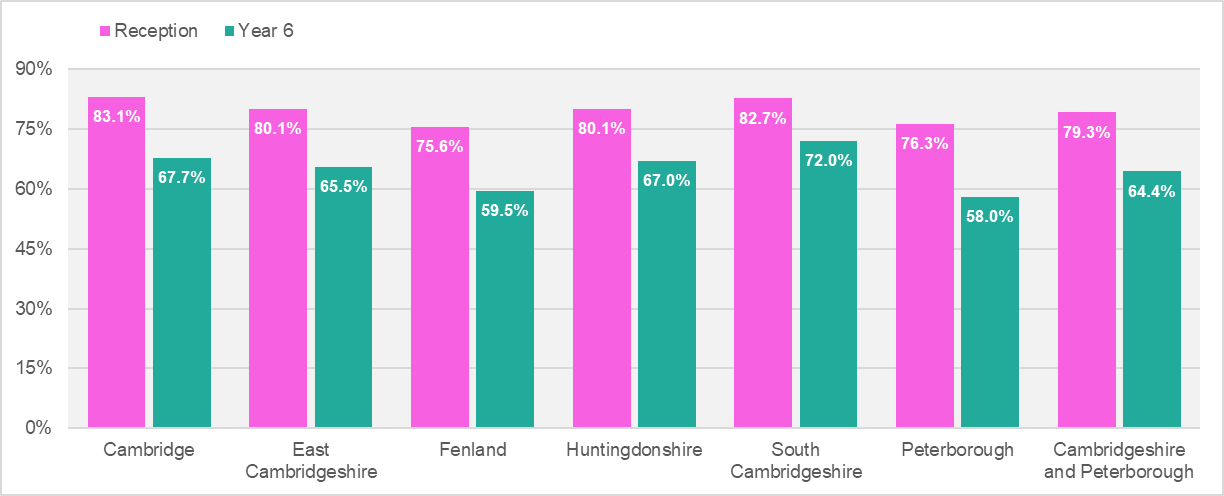 Reception Year 6
90%
75%
60%
45%
30%
15%
0%
83.1%
67.7%
80.1%
65.5%
75.6%
59.5%
80.1%
67.0%
82.7%
72.0%
76.3%
58.0%
79.3%
64.4%
Cambridge
East
Cambridgeshire
Fenland
Huntingdonshire
South
Cambridgeshire
Peterborough
Cambridgeshire
and Peterborough